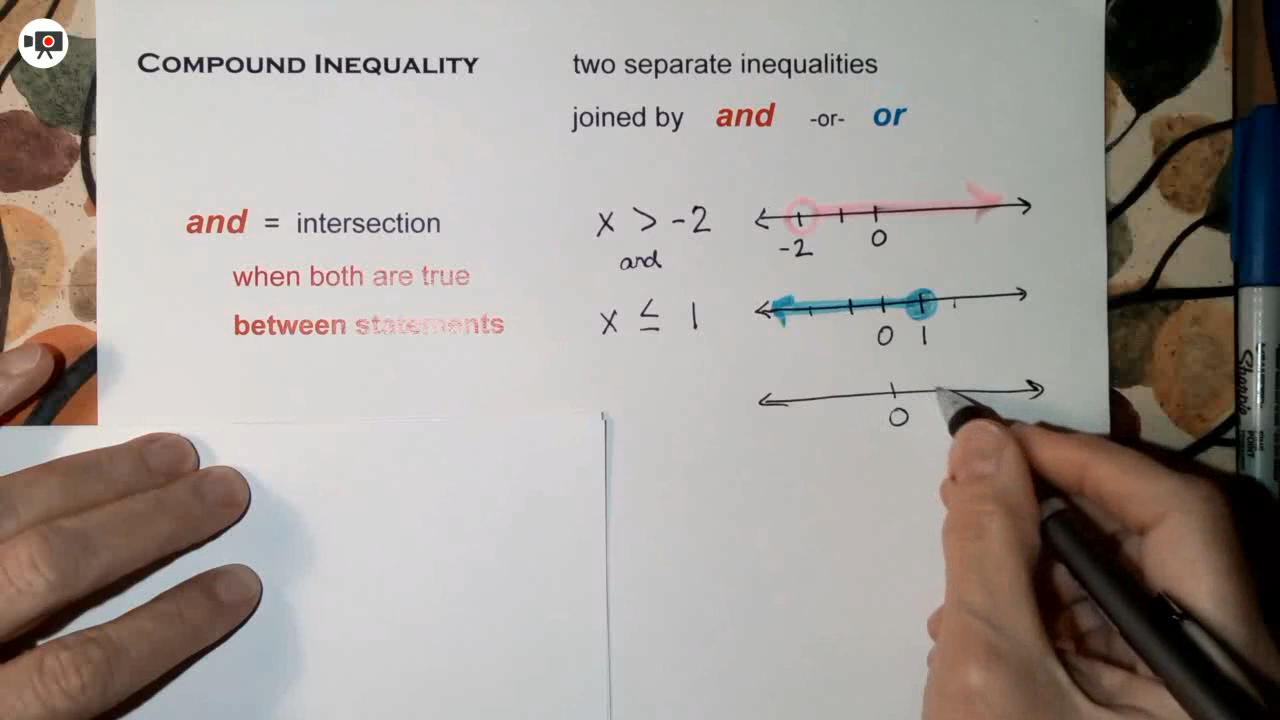 COMPOUND INEQUALITY
two separate inequalities
joined by and -or- or
and = intersection
when both are true
between statements
x > -2
and
x ≤ 1
-2 0
0 1
0
Sharpie